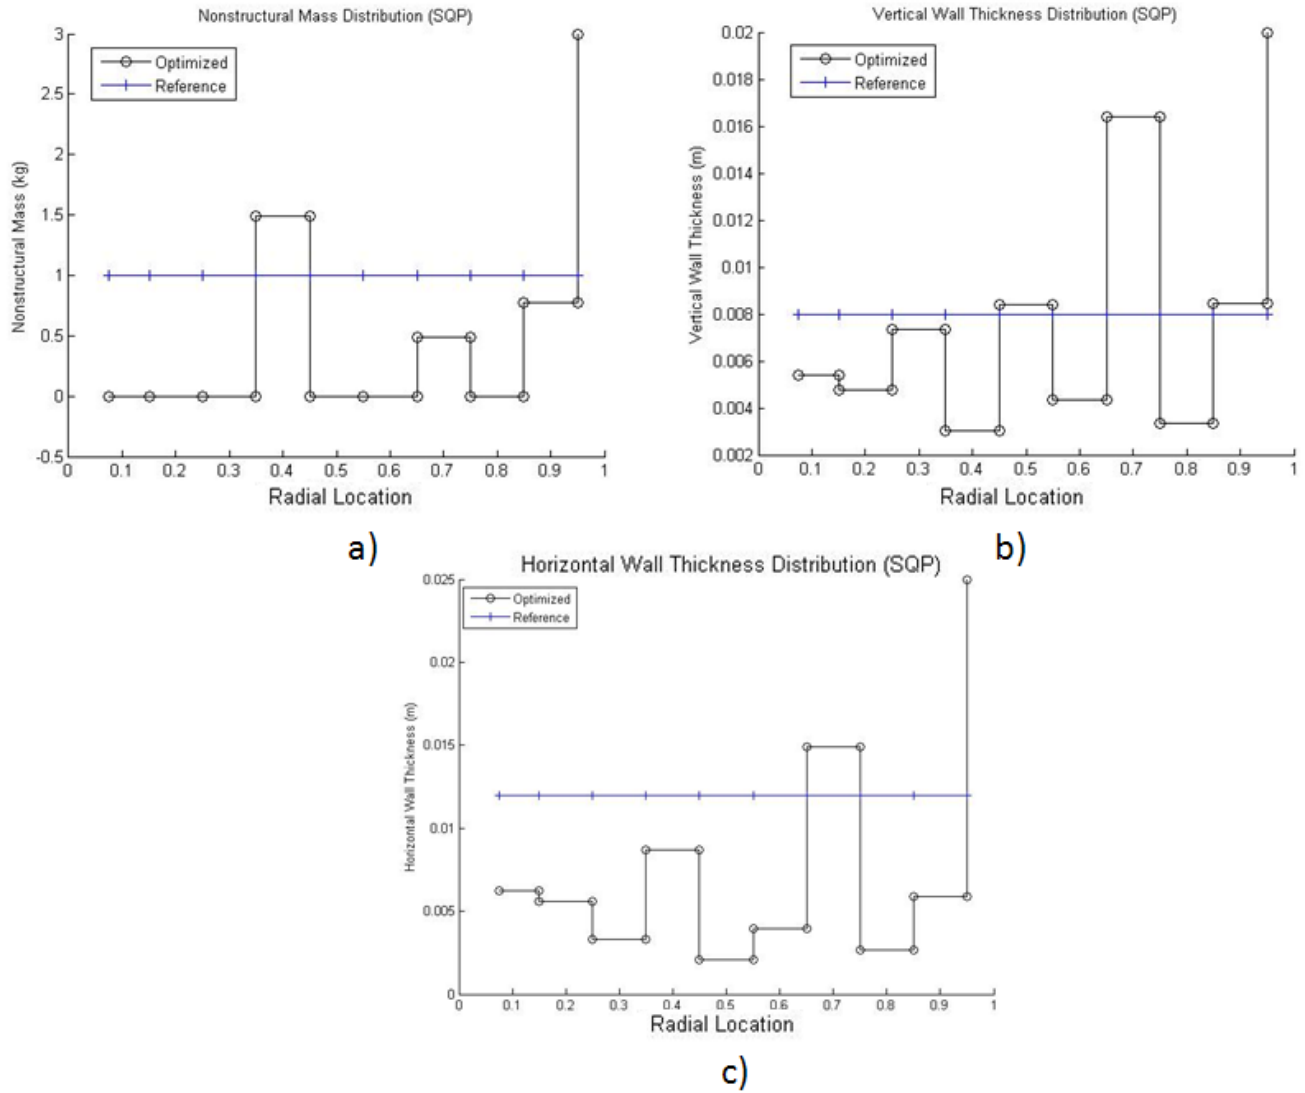 Nonstructural Mass Distribution (SQP)
Optimized
Reference
3
2.5
2
1.5
1
0.5
0
-0.5
Nonstructural Mass (kg)
0 0.1 0.2 0.3 0.4 0.5 0.6 0.7 0.8 0.9 1
Radial Location
a)
Vertical Wall Thickness Distribution (SQP)
Optimized
Reference
0.02
0.018
0.016
0.014
0.012
0.01
0.008
0.006
0.004
0.002
Vertical Wall Thickness (m)
0 0.1 0.2 0.3 0.4 0.5 0.6 0.7 0.8 0.9 1
Radial Location
b)
Horizontal Wall Thickness Distribution (SQP)
Optimized
Reference
0.025
0.02
0.015
0.01
0.005
0
Horizontal Wall Thickness (m)
0 0.1 0.2 0.3 0.4 0.5 0.6 0.7 0.8 0.9 1
Radial Location
c)